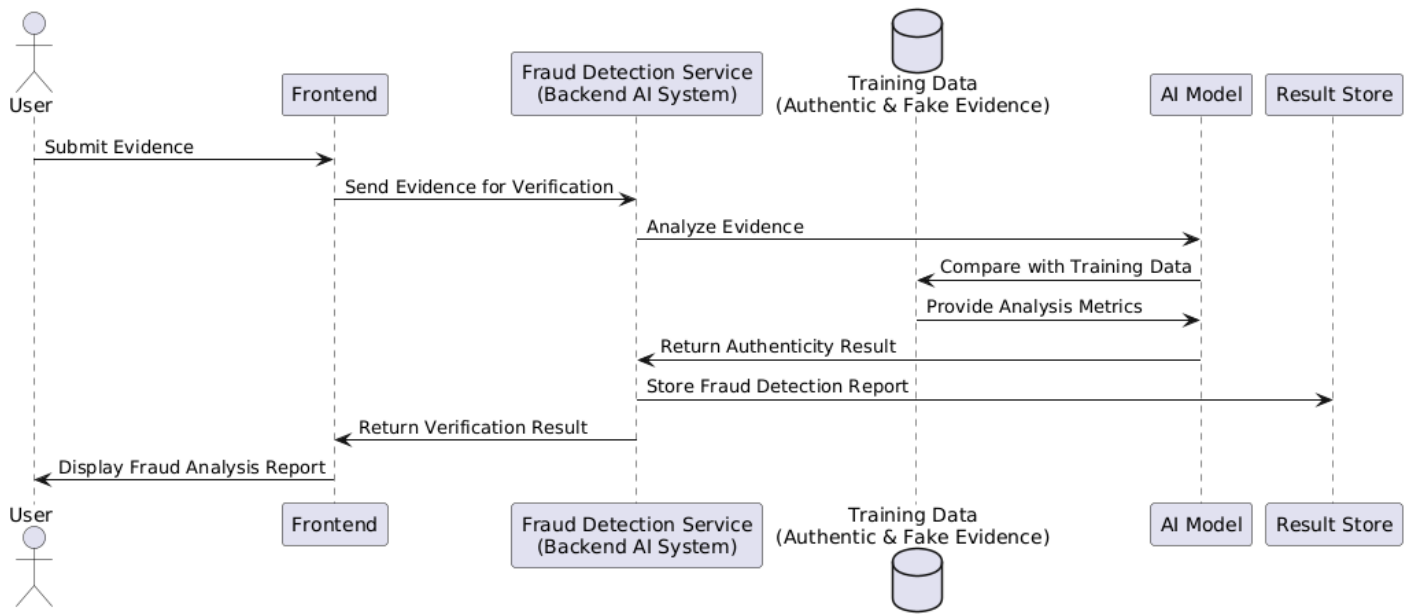 User
Frontend
Fraud Detection Service
(Backend AI System)
Training Data
(Authentic & Fake Evidence)
AI Model
Result Store
Submit Evidence
Send Evidence for Verification
Analyze Evidence
Compare with Training Data
Provide Analysis Metrics
Return Authenticity Result
Store Fraud Detection Report
Return Verification Result
Display Fraud Analysis Report
User
Frontend
Fraud Detection Service
(Backend AI System)
Training Data
(Authentic & Fake Evidence)
AI Model
Result Store